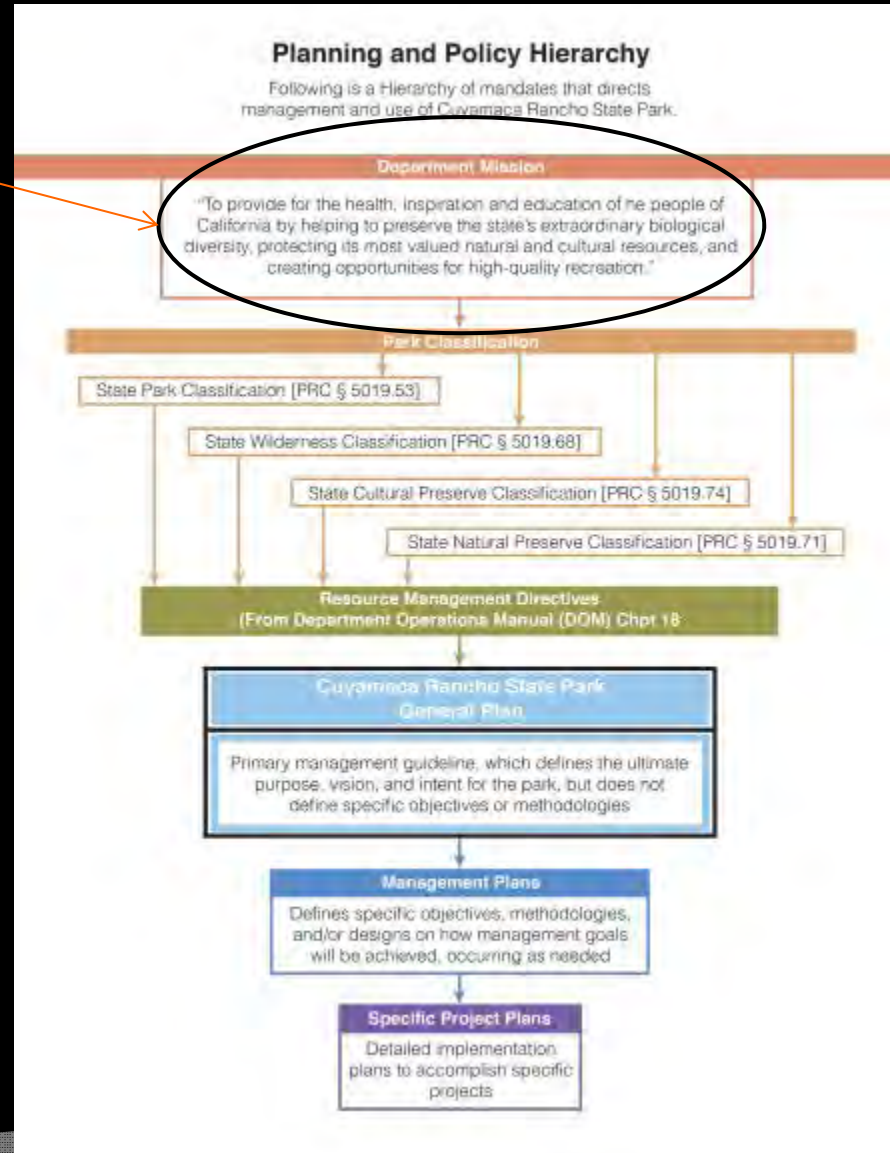 Planning and Policy Hierarchy
Following is a Hierarchy of mandates that directs
management and use of Cuyamaca Rancho State Park.
Department Mission
"To provide for the health, inspiration and education of he people of
California by helping to preserve the state's extraordinary biological
diversity, protecting its most valued natural and cultural resources, and
creating opportunities for high-quality recreation."
Park Classification
State Park Classification [PRC § 5019.53]
State Wilderness Classification [PRC § 5019.68]
State Cultural Preserve Classification [PRC § 5019.74]
State Natural Preserve Classification [PRC § 5019.71]
Resource Management Directives
(From Department Operations Manual (DOM) Chpt 18
Cuyamaca Rancho State Park
General Plan
Primary management guideline, which defines the ultimate
purpose, vision, and intent for the park, but does not
define specific objectives or methodologies
Management Plans
Defines specific objectives, methodologies,
and/or designs on how management goals
will be achieved, occurring as needed
Specific Project Plans
Detailed implementation
plans to accomplish specific
projects